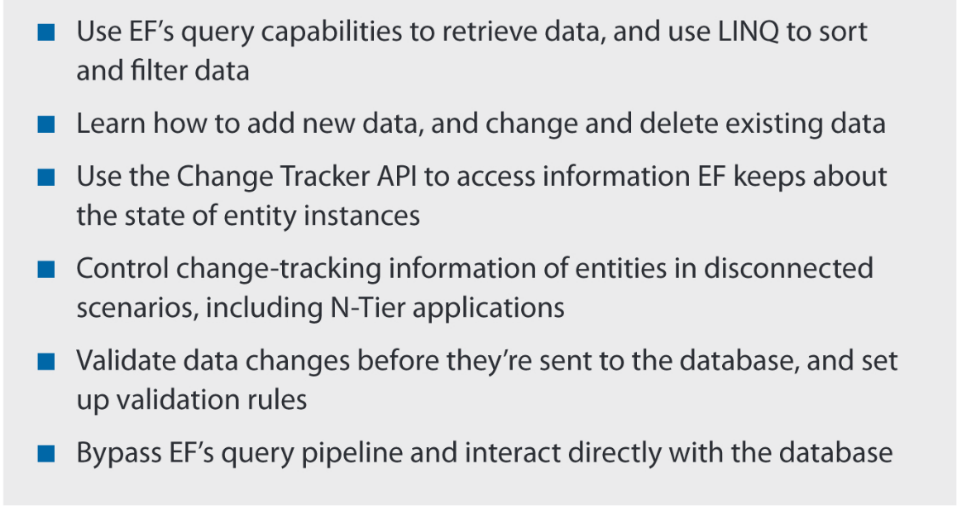 ■ Use EF's query capabilities to retrieve data, and use LINQ to sort
and filter data
■ Learn how to add new data, and change and delete existing data
■ Use the Change Tracker API to access information EF keeps about
the state of entity instances
■ Control change-tracking information of entities in disconnected
scenarios, including N-Tier applications
■ Validate data changes before they're sent to the database, and set
up validation rules
■ Bypass EF's query pipeline and interact directly with the database